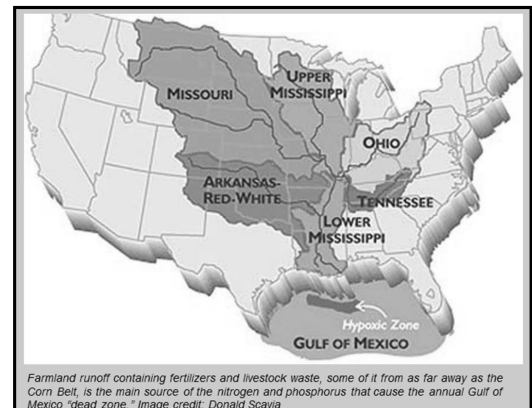 UPPER
MISSISSIPPI
MISSOURI
OHIO
ARKANSAS-
RED-WHITE
TENNESSEE
LOWER
MISSISSIPPI
Hypoxic Zone
GULF OF MEXICO
Farmland runoff containing fertilizers and livestock waste, some of it from as far away as the
Corn Belt, is the main source of the nitrogen and phosphorus that cause the annual Gulf of
Mexico "dead zone." Image credit: Donald Scavia